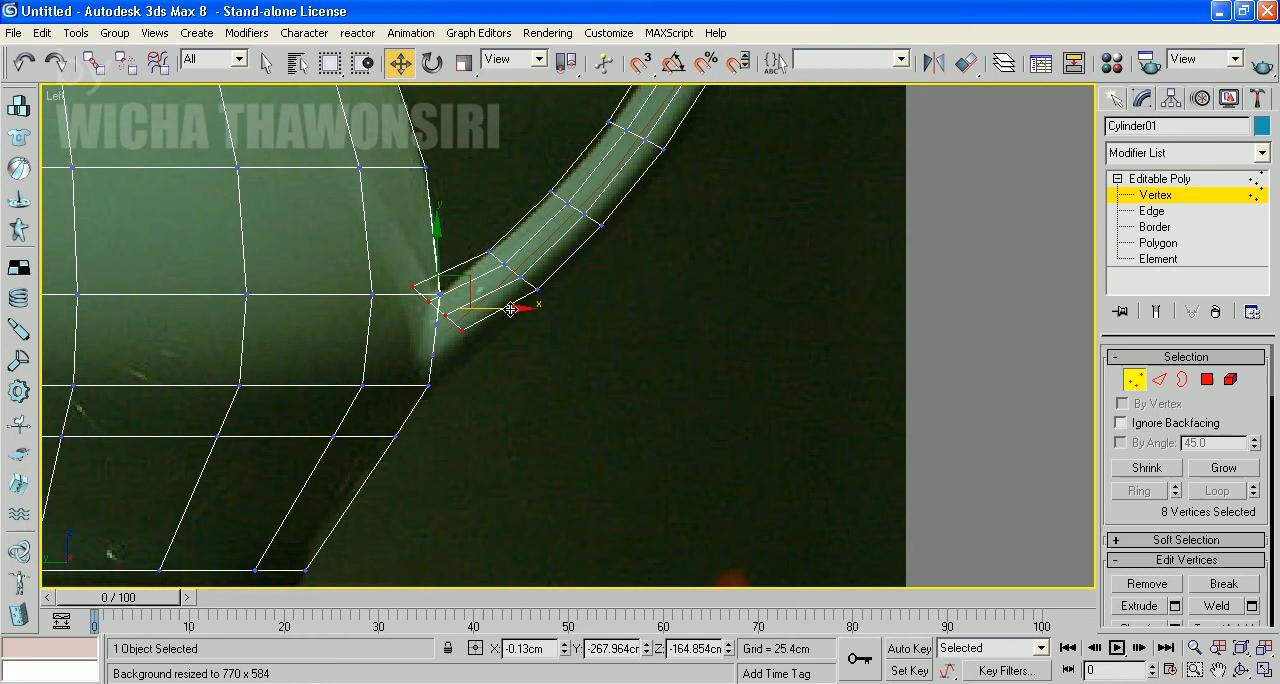 Untitled - Autodesk 3ds Max 8 - Stand-alone License
File Edit Tools Group Views Create Modifiers Character reactor Animation Graph Editors Rendering Customize MAXScript Help
All View 3 View
by
Left
WICHA THAWONSIRI
Cylinder01
Modifier List
Editable Poly
Vertex
Edge
Border
Polygon
Element
y
x
Selection
By Vertex
Ignore Backfacing
By Angle: 45.0
Shrink Grow
Ring Loop
8 Vertices Selected
Soft Selection
Edit Vertices
Remove Break
Extrude Weld
0 / 100
0 10 20 30 40 50 60 70 80 90 100
1 Object Selected X: -0.13cm Y: -267.964cm Z: -164.854cm Grid = 25.4cm Auto Key Selected
Background resized to 770 x 584 Add Time Tag Set Key Key Filters... 0